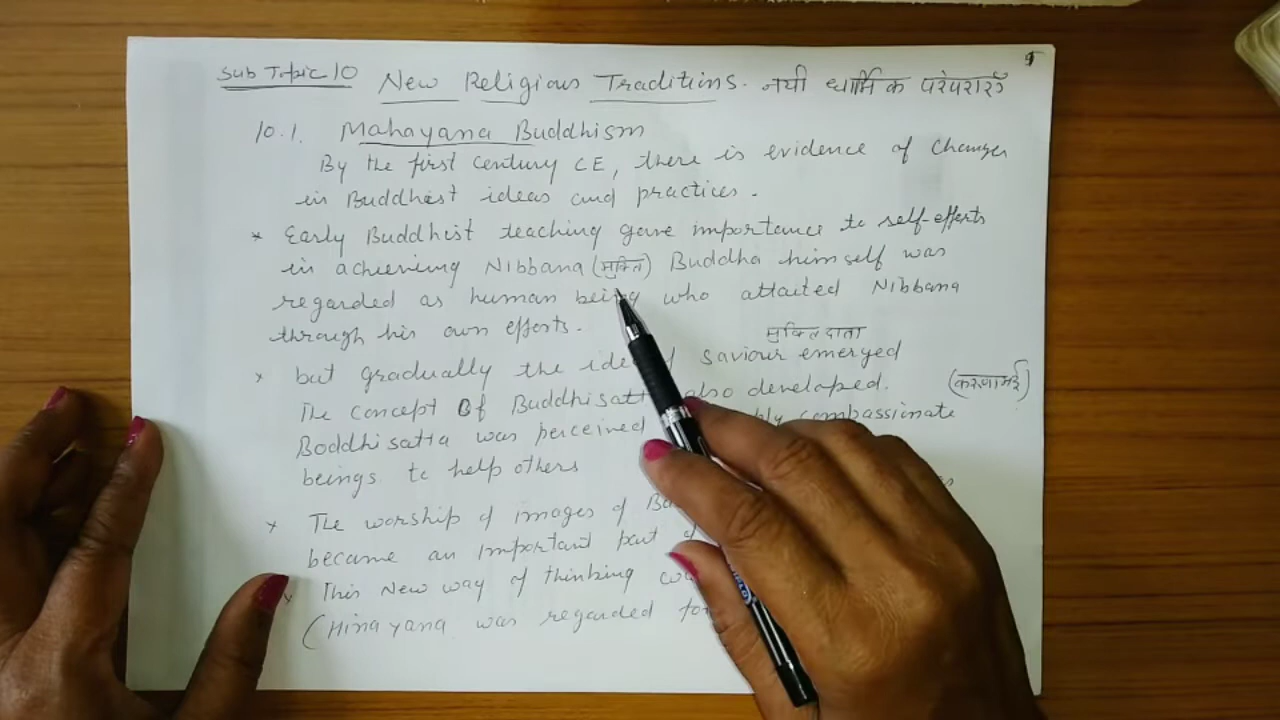 9
Sub Topic 10 New Religious Traditions. नयी धार्मिक परंपराएँ
10.1. Mahayana Buddhism
By the first century CE, there is evidence of changes
in Buddhist ideas and practices.
* Early Buddhist teaching gave importance to self-efforts
in achieving Nibbana (मुक्ति) Buddha himself was
regarded as human being who attaited Nibbana
through his own efforts.
मुक्तिदाता
* but gradually the idea saviour emerged
The concept Of Buddhisatt also developed. (करुणामई)
Boddhisatta was perceived compassionate
beings to help others
* The worship of images of
became an important part
* This New way of thinking
(Hinayana was regarded